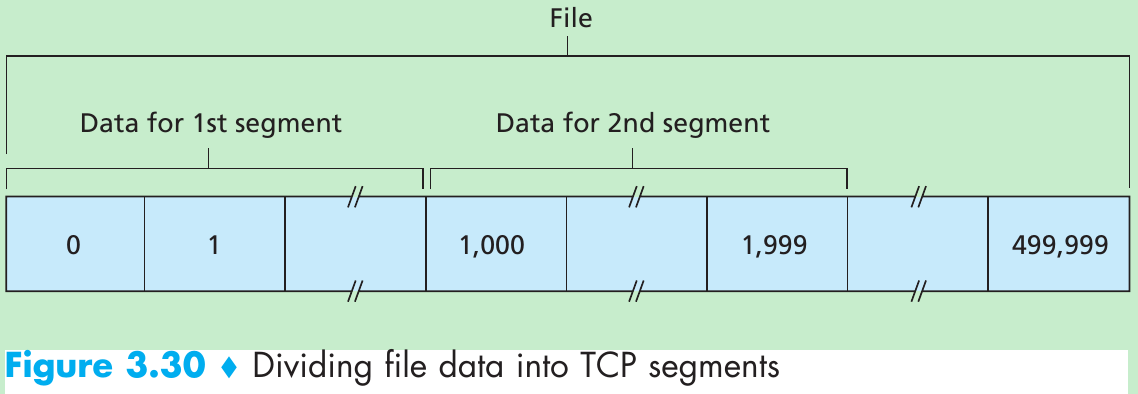 File
Data for 1st segment Data for 2nd segment
0 1 1,000 1,999 499,999
Figure 3.30 ♦ Dividing file data into TCP segments